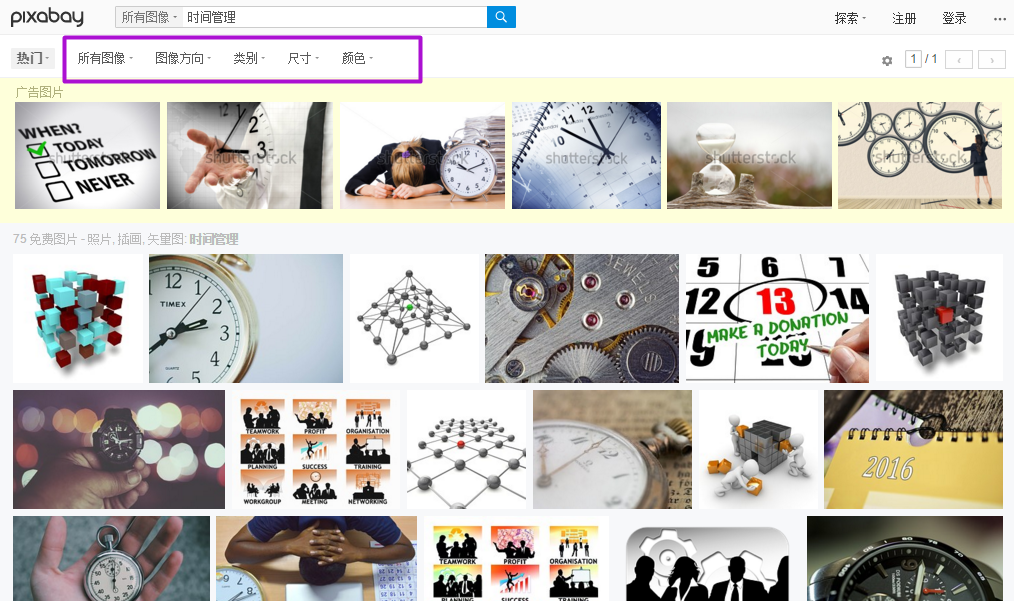 pixabay 所有图像 时间管理 探索 注册 登录
热门 所有图像 图像方向 类别 尺寸 颜色 1 / 1
广告图片
WHEN?
TODAY
TOMORROW
NEVER
shutterstock
shutterstock
shutterstock
shutterstock
shutterstock
shutterstock
75 免费图片 - 照片, 插画, 矢量图: 时间管理
TIMEX
QUARTZ
JEWELS
5 6 7
12 13 14
MAKE A DONATION
TODAY
TEAMWORK PROFIT ORGANISATION
PLANNING SUCCESS TRAINING
WORKGROUP MEETING NETWORKING
2016
TEAMWORK PROFIT ORGANISATION
PLANNING SUCCESS TRAINING